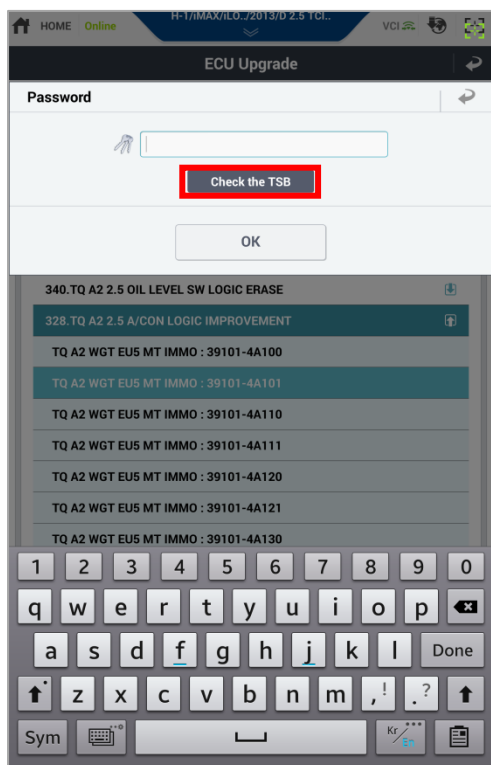 HOME Online H-1/iMAX/iLO../2013/D 2.5 TCI.. VCI
ECU Upgrade
Password
Check the TSB
OK
340.TQ A2 2.5 OIL LEVEL SW LOGIC ERASE
328.TQ A2 2.5 A/CON LOGIC IMPROVEMENT
TQ A2 WGT EU5 MT IMMO : 39101-4A100
TQ A2 WGT EU5 MT IMMO : 39101-4A101
TQ A2 WGT EU5 MT IMMO : 39101-4A110
TQ A2 WGT EU5 MT IMMO : 39101-4A111
TQ A2 WGT EU5 MT IMMO : 39101-4A120
TQ A2 WGT EU5 MT IMMO : 39101-4A121
TQ A2 WGT EU5 MT IMMO : 39101-4A130
1 2 3 4 5 6 7 8 9 0
q w e r t y u i o p
a s d f g h j k l Done
z x c v b n m , ! . ?
Sym Kr/